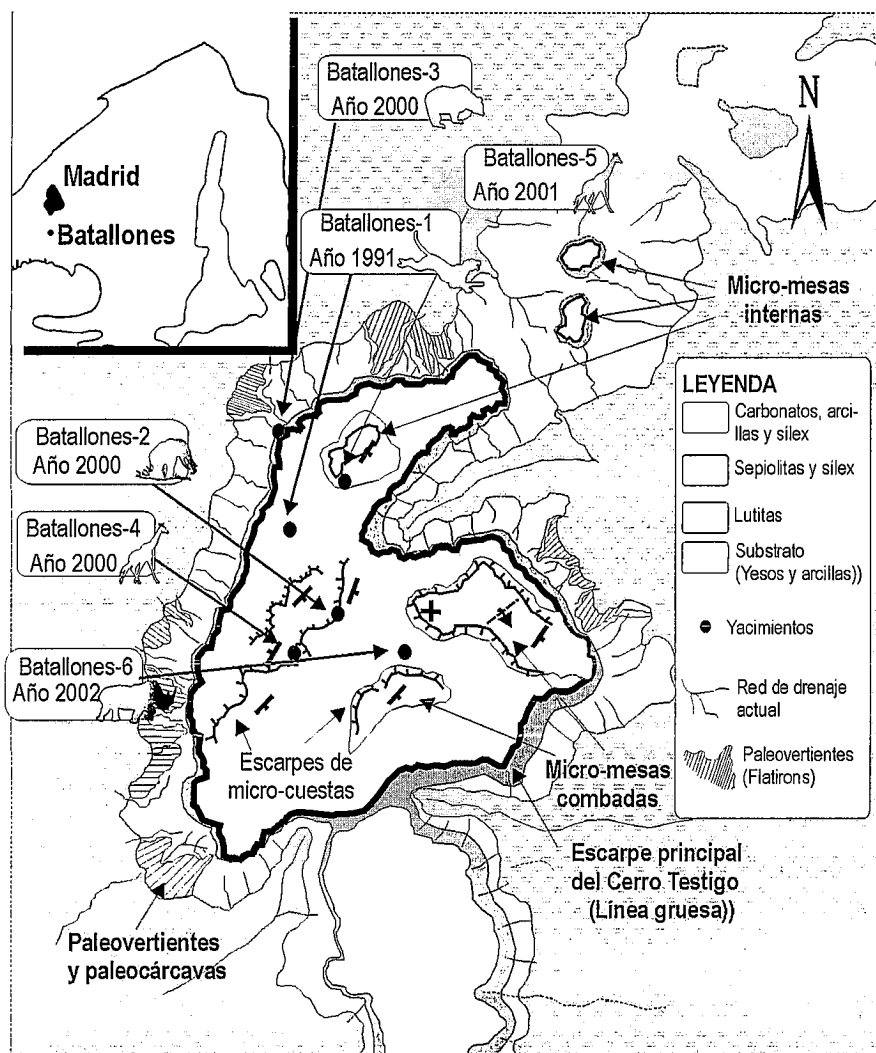 Batallones-3
Año 2000
N
Batallones-5
Año 2001
Madrid
Batallones
Batallones-1
Año 1991
Micro-mesas
internas
LEYENDA
Carbonatos, arci-
llas y sílex
Sepiolitas y sílex
Lutitas
Substrato
(Yesos y arcillas))
Yacimientos
Red de drenaje
actual
Paleovertientes
(Flatirons)
Batallones-2
Año 2000
Batallones-4
Año 2000
Batallones-6
Año 2002
Escarpes de
micro-cuestas
Micro-mesas
combadas
Escarpe principal
del Cerro Testigo
(Línea gruesa))
Paleovertientes
y paleocárcavas